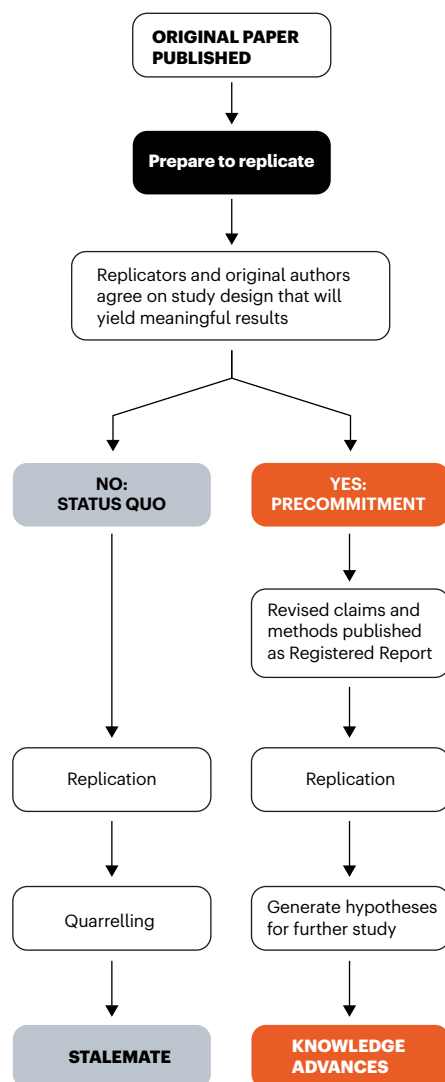 ORIGINAL PAPER
PUBLISHED
Prepare to replicate
Replicators and original authors
agree on study design that will
yield meaningful results
NO:
STATUS QUO
YES:
PRECOMMITMENT
Revised claims and
methods published
as Registered Report
Replication
Replication
Quarrelling
Generate hypotheses
for further study
STALEMATE
KNOWLEDGE
ADVANCES